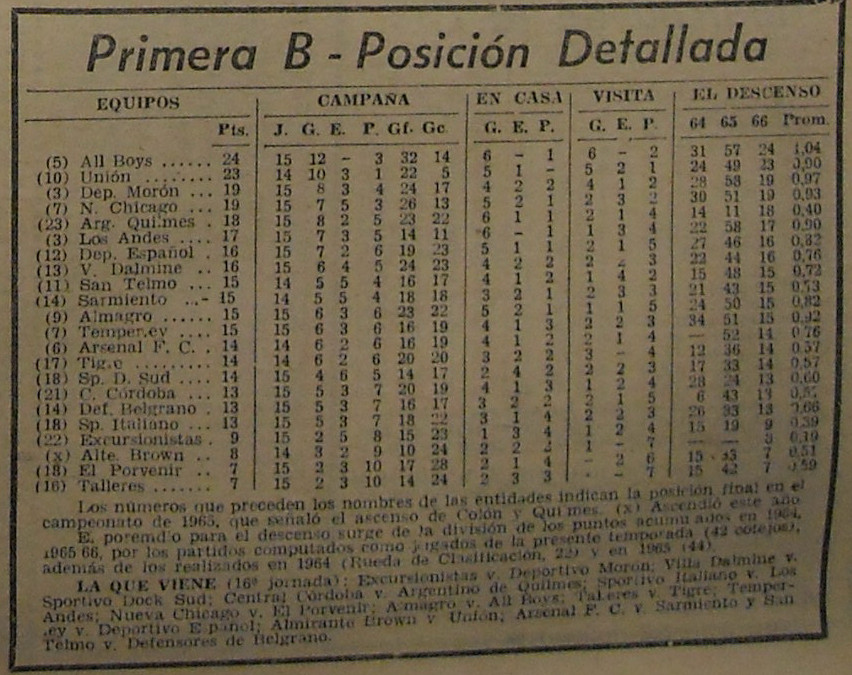 Primera B - Posición Detallada
EQUIPOS CAMPAÑA EN CASA VISITA EL DESCENSO
Pts. J. G. E. P. Gf. Gc. G. E. P. G. E. P. 64 65 66 Prom.
(5) All Boys ...... 24 15 12 - 3 32 14 6 - 1 6 - 2 31 57 24 1,04
(10) Unión ........ 23 14 10 3 1 22 5 5 1 - 5 2 1 24 49 23 0,90
(3) Dep. Morón ... 19 15 8 3 4 24 17 4 2 2 4 1 2 28 58 19 0,97
(7) N. Chicago ... 19 15 7 5 3 26 13 5 2 1 2 3 2 30 51 19 0,93
(23) Arg. Quilmes . 18 15 8 2 5 23 22 6 1 1 2 1 4 14 11 18 0,40
(3) Los Andes .... 17 15 7 3 5 14 11 6 - 1 1 3 4 22 58 17 0,90
(12) Dep. Español . 16 15 7 2 6 19 23 5 1 1 2 1 5 27 46 16 0,82
(13) V. Dalmine .. 16 15 6 4 5 24 23 4 2 2 2 2 3 22 44 16 0,76
(11) San Telmo ... 15 14 5 5 4 16 17 4 1 2 1 4 2 15 48 15 0,72
(14) Sarmiento ...- 15 14 5 5 4 18 18 3 2 1 2 3 3 21 43 15 0,73
(9) Almagro ...... 15 15 6 3 6 23 22 5 2 1 1 1 5 24 50 15 0,82
(7) Temper.ey .... 15 15 6 3 6 16 19 4 1 3 2 2 3 34 51 15 0,92
(6) Arsenal F. C. . 14 14 6 2 6 16 19 4 1 2 2 1 4 — 52 14 0 76
(17) Tig.e ......... 14 14 6 2 6 20 20 3 2 2 3 - 4 12 36 14 0,57
(18) Sp. D. Sud .. 14 15 4 6 5 14 17 2 4 2 2 2 3 17 33 14 0,57
(21) C. Córdoba ... 13 15 5 3 7 20 19 4 1 3 1 2 4 28 24 13 0,60
(14) Def. Belgrano . 13 15 5 3 7 16 17 3 2 2 2 1 5 6 43 13
(18) Sp. Italiano ... 13 15 5 3 7 18 22 3 1 4 2 2 3 26 33 13 0,66
(22) Excursionistas . 9 15 2 5 8 15 23 1 3 4 1 2 4 15 19 9
(x) Alte. Brown .. 8 14 3 2 9 10 24 2 2 2 1 - 7 — — 8 0,19
(18) El Porvenir .. 7 15 2 3 10 17 28 2 1 4 - 2 6 15 7 0,51
(16) Talleres ....... 7 15 2 3 10 14 24 2 3 3 - - 7 15 42 7 0,59
Los números que preceden los nombres de las entidades indican la posición final en el
campeonato de 1965, que señaló el ascenso de Colón y Qui mes. (x) Ascendió este año
E. poremd'o para el descenso surge de la división de los puntos acumu ados en 1964,
1965 66, por los partidos computados como jugados de la presente temporada (42 cotejos),
además de los realizados en 1964 (Rueda de Clasificación, 22) y en 1965 (44).
LA QUE VIENE (16ª jornada): Excursionistas v. Deportivo Morón; Villa Dalmine v.
Sportivo Dock Sud; Central Córdoba v. Argentino de Quilmes; Sportivo Italiano v. Los
Andes; Nueva Chicago v. El Porvenir; A.magro v. All Boys; Ta.leres v. Tigre; Temper-
.ey v. Deportivo E pañol; Almirante Brown v Unión; Arsenal F. C. v. Sarmiento y San
Telmo v. Defensores de Belgrano.